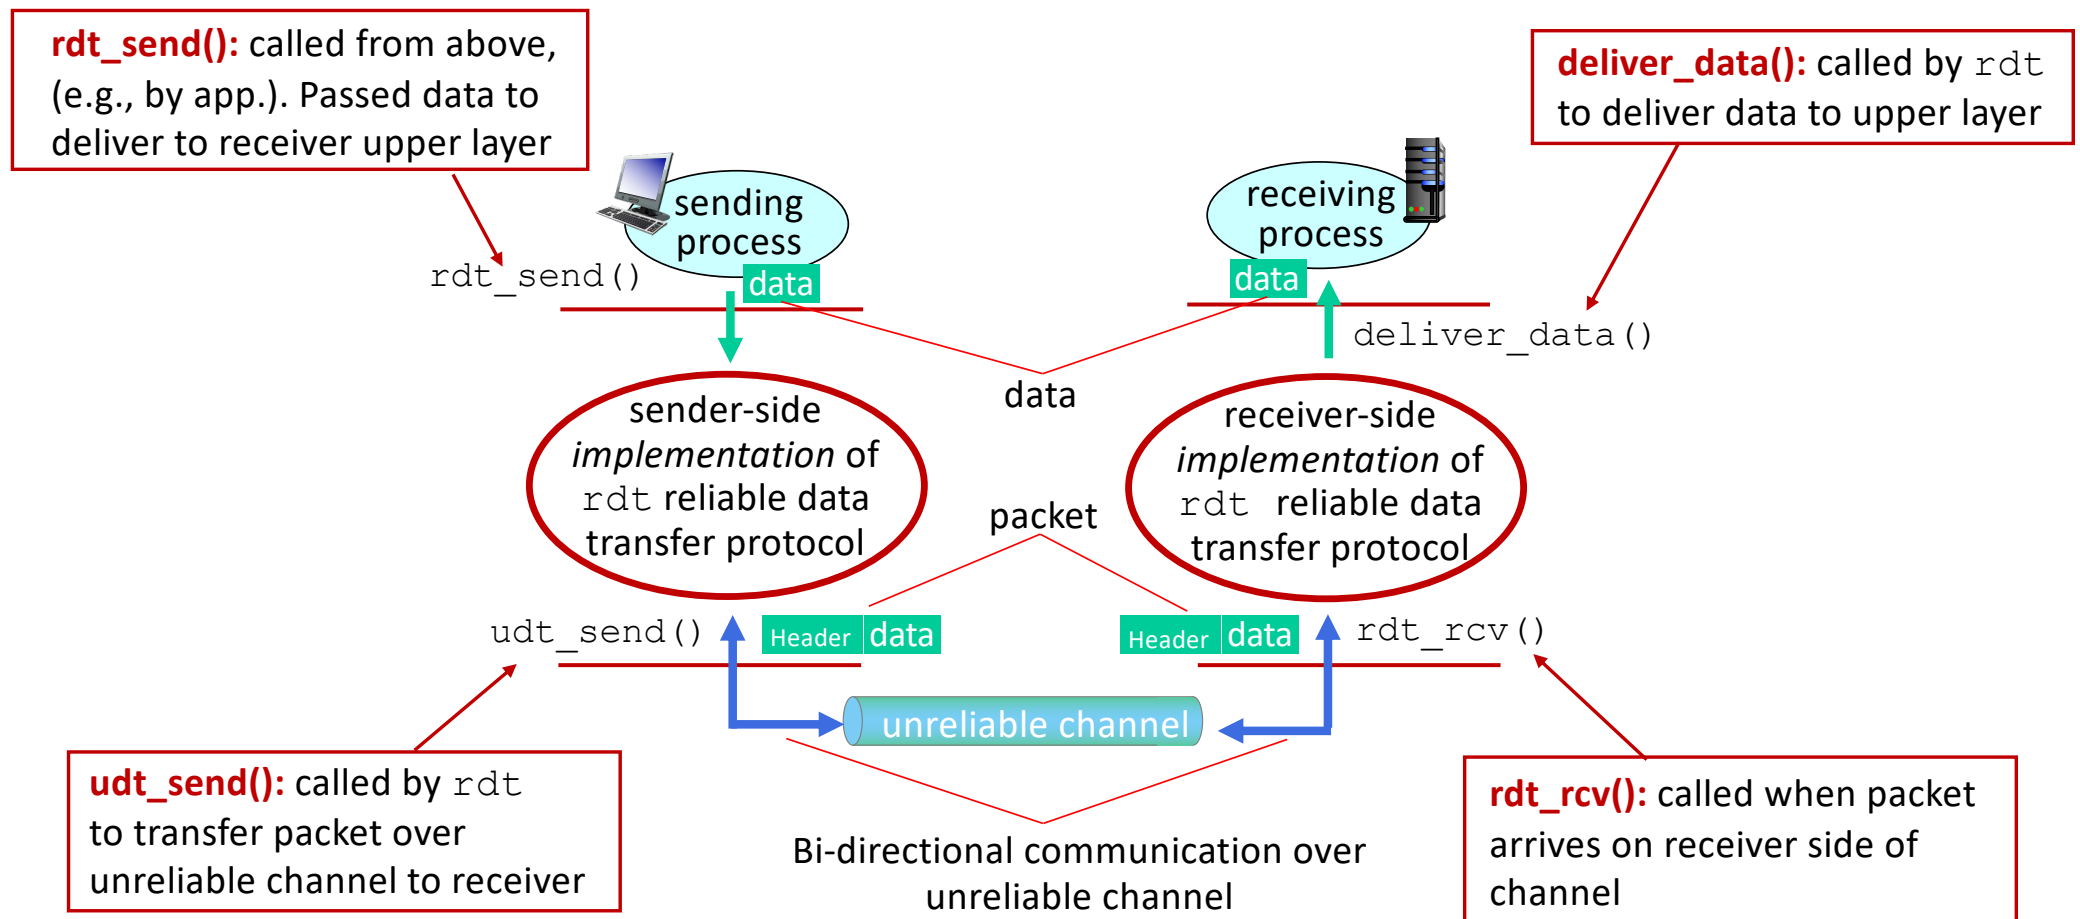 rdt_send(): called from above,
(e.g., by app.). Passed data to
deliver to receiver upper layer
deliver_data(): called by rdt
to deliver data to upper layer
sending
process
receiving
process
rdt_send()
data
data
deliver_data()
data
sender-side
implementation of
rdt reliable data
transfer protocol
receiver-side
implementation of
rdt reliable data
transfer protocol
packet
udt_send()
Header data
Header data
rdt_rcv()
unreliable channel
udt_send(): called by rdt
to transfer packet over
unreliable channel to receiver
Bi-directional communication over
unreliable channel
rdt_rcv(): called when packet
arrives on receiver side of
channel